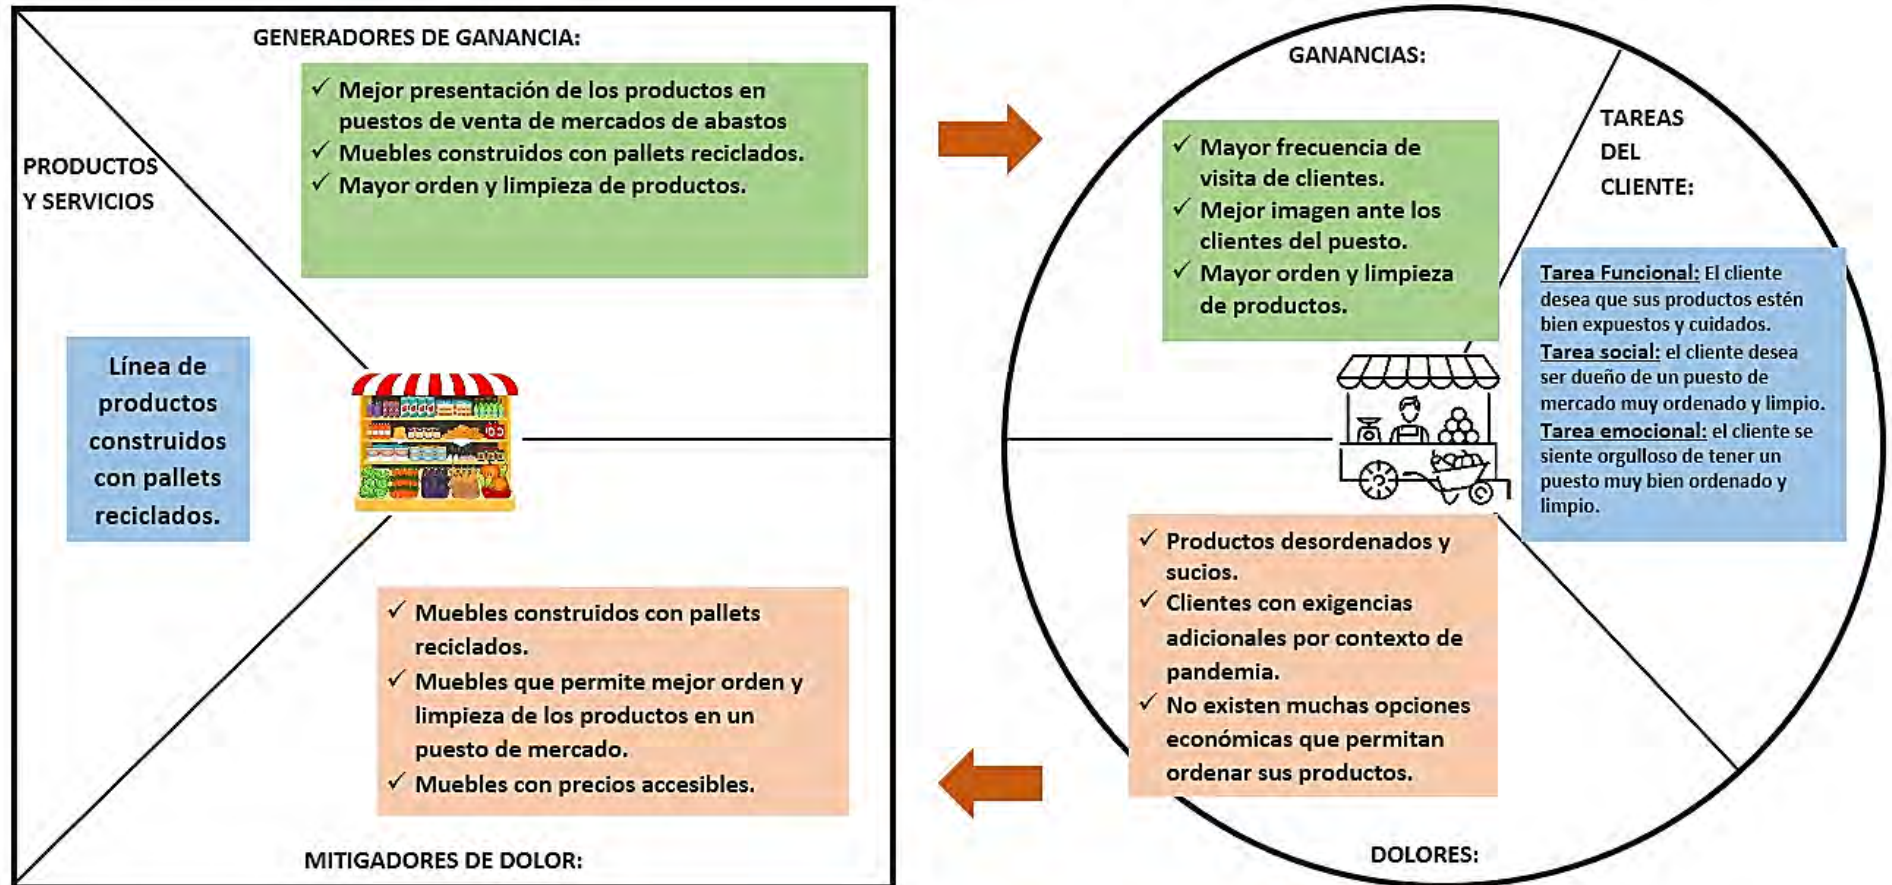 GENERADORES DE GANANCIA:
✓ Mejor presentación de los productos en
puestos de venta de mercados de abastos
✓ Muebles construidos con pallets reciclados.
✓ Mayor orden y limpieza de productos.
PRODUCTOS
Y SERVICIOS
Línea de
productos
construidos
con pallets
reciclados.
✓ Muebles construidos con pallets
reciclados.
✓ Muebles que permite mejor orden y
limpieza de los productos en un
puesto de mercado.
✓ Muebles con precios accesibles.
MITIGADORES DE DOLOR:
GANANCIAS:
✓ Mayor frecuencia de
visita de clientes.
✓ Mejor imagen ante los
clientes del puesto.
✓ Mayor orden y limpieza
de productos.
TAREAS
DEL
CLIENTE:
Tarea Funcional: El cliente
desea que sus productos estén
bien expuestos y cuidados.
Tarea social: el cliente desea
ser dueño de un puesto de
mercado muy ordenado y limpio.
Tarea emocional: el cliente se
siente orgulloso de tener un
puesto muy bien ordenado y
limpio.
✓ Productos desordenados y
sucios.
✓ Clientes con exigencias
adicionales por contexto de
pandemia.
✓ No existen muchas opciones
económicas que permitan
ordenar sus productos.
DOLORES: